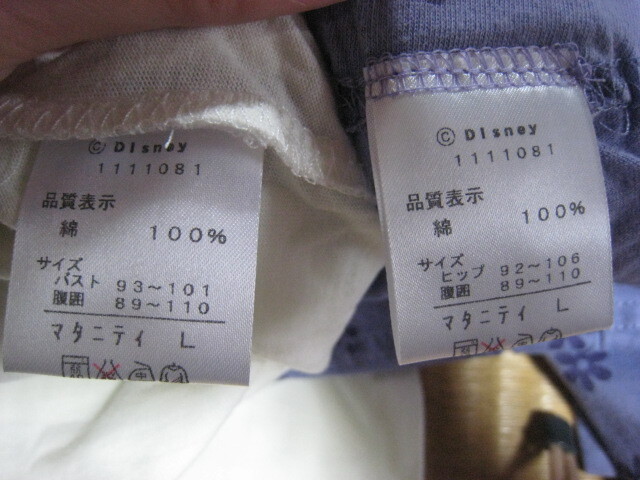 © Disney
1111081
品質表示
綿 100%
サイズ
バスト 93～101
腹囲 89～110
マタニティ L
© Disney
1111081
品質表示
綿 100%
サイズ
ヒップ 92～106
腹囲 89～110
マタニティ L